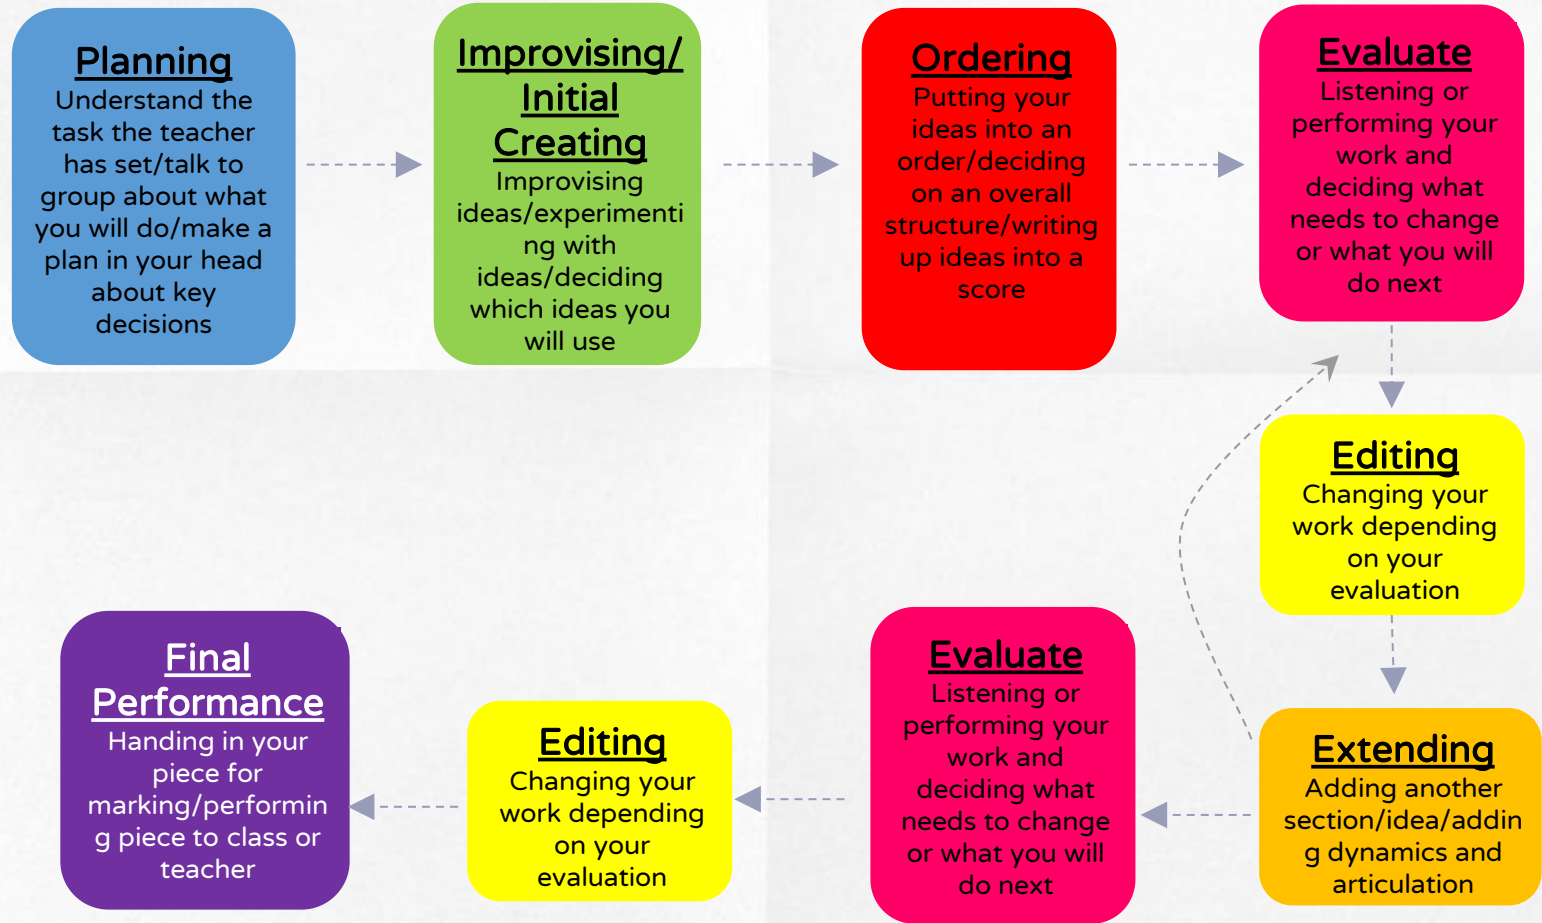 Planning
Understand the
task the teacher
has set/talk to
group about what
you will do/make a
plan in your head
about key
decisions
Improvising/
Initial
Creating
Improvising
ideas/experimenti
ng with
ideas/deciding
which ideas you
will use
Ordering
Putting your
ideas into an
order/deciding
on an overall
structure/writing
up ideas into a
score
Evaluate
Listening or
performing your
work and
deciding what
needs to change
or what you will
do next
Editing
Changing your
work depending
on your
evaluation
Extending
Adding another
section/idea/addin
g dynamics and
articulation
Evaluate
Listening or
performing your
work and
deciding what
needs to change
or what you will
do next
Editing
Changing your
work depending
on your
evaluation
Final
Performance
Handing in your
piece for
marking/performin
g piece to class or
teacher